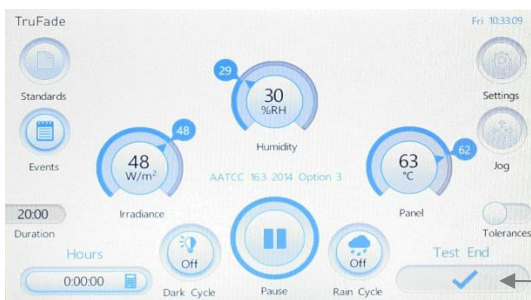 TruFade
Fri 10:33:09
Standards
Settings
29
30
%RH
Humidity
Events
48
48
W/m²
Irradiance
62
63
°C
Panel
Jog
AATCC 16.3 2014 Option 3
20:00
Duration
Tolerances
Hours
0:00:00
Off
Dark Cycle
Pause
Off
Rain Cycle
Test End